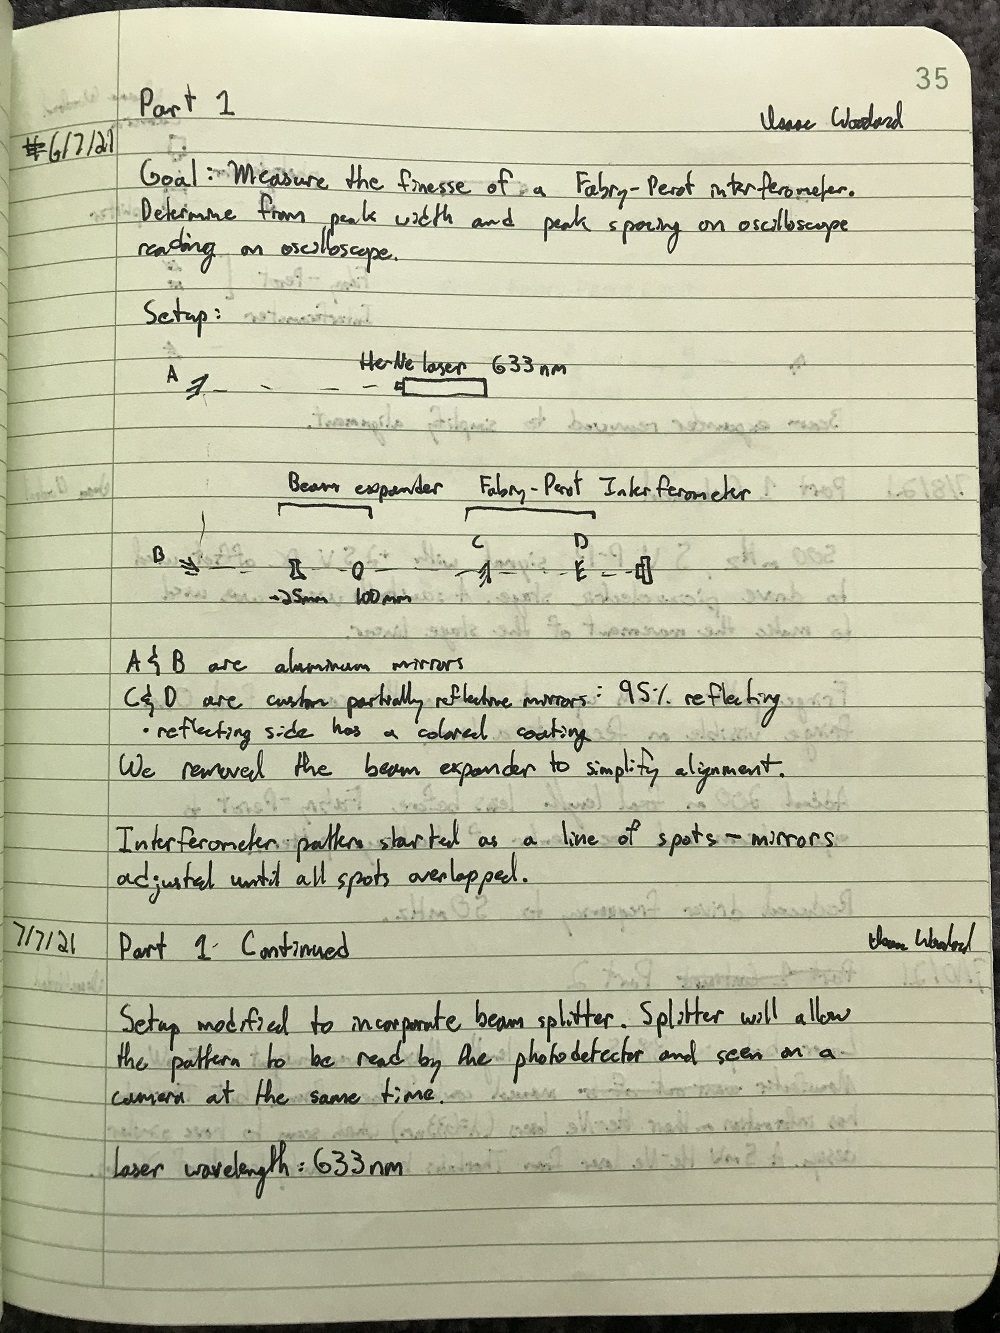 35
Part 1
Isaac Woodard
6/7/21
Goal: Measure the finesse of a Fabry-Perot interferometer.
Determine from peak width and peak spacing on oscilloscope
reading on oscilloscope.
Setup:
HeNe laser 633nm
A
Beam expander Fabry-Perot Interferometer
C D
B
-25mm 100mm
A & B are aluminum mirrors
C & D are custom partially reflective mirrors: 95% reflecting
• reflecting side has a colored coating
We removed the beam expander to simplify alignment.
Interferometer pattern started as a line of spots - mirrors
adjusted until all spots overlapped.
7/7/21 Part 1 Continued Isaac Woodard
Setup modified to incorporate beam splitter. Splitter will allow
the pattern to be read by the photodetector and seen on a
camera at the same time.
Laser wavelength: 633nm